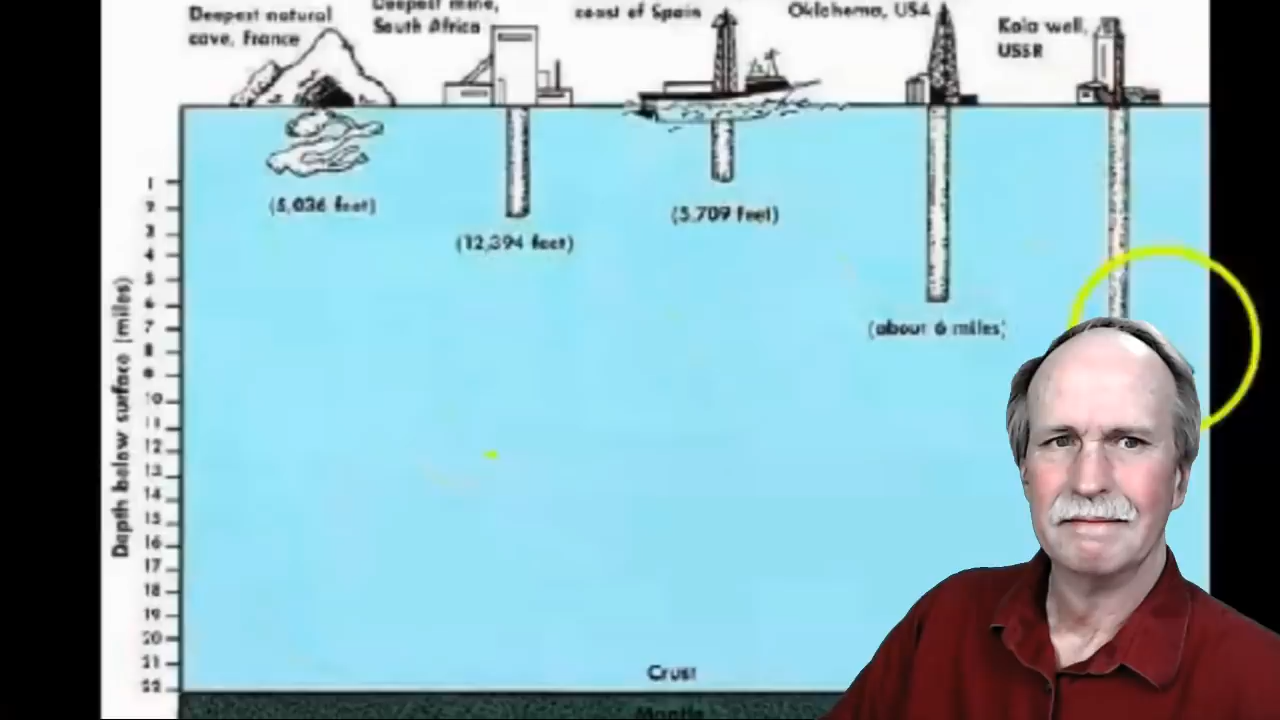 Deepest natural
cave, France
Deepest mine,
South Africa
coast of Spain
Oklahoma, USA
Kola well,
USSR
(5,036 feet)
(12,394 feet)
(5,709 feet)
(about 6 miles)
Depth below surface (miles)
1
2
3
4
5
6
7
8
9
10
11
12
13
14
15
16
17
18
19
20
21
22
Crust
Mantle